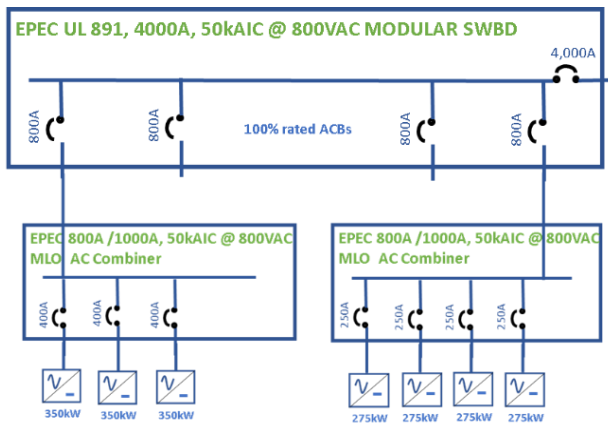 EPEC UL 891, 4000A, 50kAIC @ 800VAC MODULAR SWBD
4,000A
800A
800A
100% rated ACBs
800A
800A
EPEC 800A /1000A, 50kAIC @ 800VAC
MLO AC Combiner
400A
400A
400A
350kW
350kW
350kW
EPEC 800A /1000A, 50kAIC @ 800VAC
MLO AC Combiner
250A
250A
250A
250A
275kW
275kW
275kW
275kW